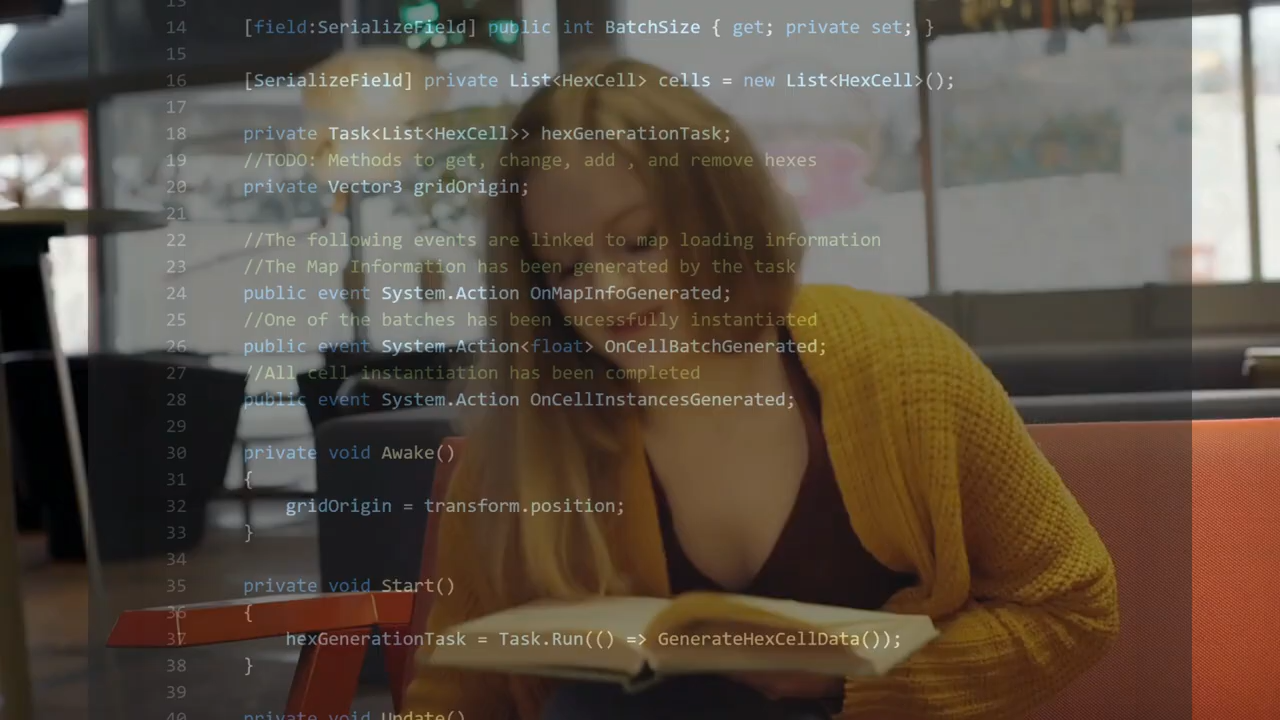 13
14 [field:SerializeField] public int BatchSize { get; private set; }
15
16 [SerializeField] private List<HexCell> cells = new List<HexCell>();
17
18 private Task<List<HexCell>> hexGenerationTask;
19 //TODO: Methods to get, change, add , and remove hexes
20 private Vector3 gridOrigin;
21
22 //The following events are linked to map loading information
23 //The Map Information has been generated by the task
24 public event System.Action OnMapInfoGenerated;
25 //One of the batches has been sucessfully instantiated
26 public event System.Action<float> OnCellBatchGenerated;
27 //All cell instantiation has been completed
28 public event System.Action OnCellInstancesGenerated;
29
30 private void Awake()
31 {
32 gridOrigin = transform.position;
33 }
34
35 private void Start()
36 {
37 hexGenerationTask = Task.Run(() => GenerateHexCellData());
38 }
39
40 private void Update()